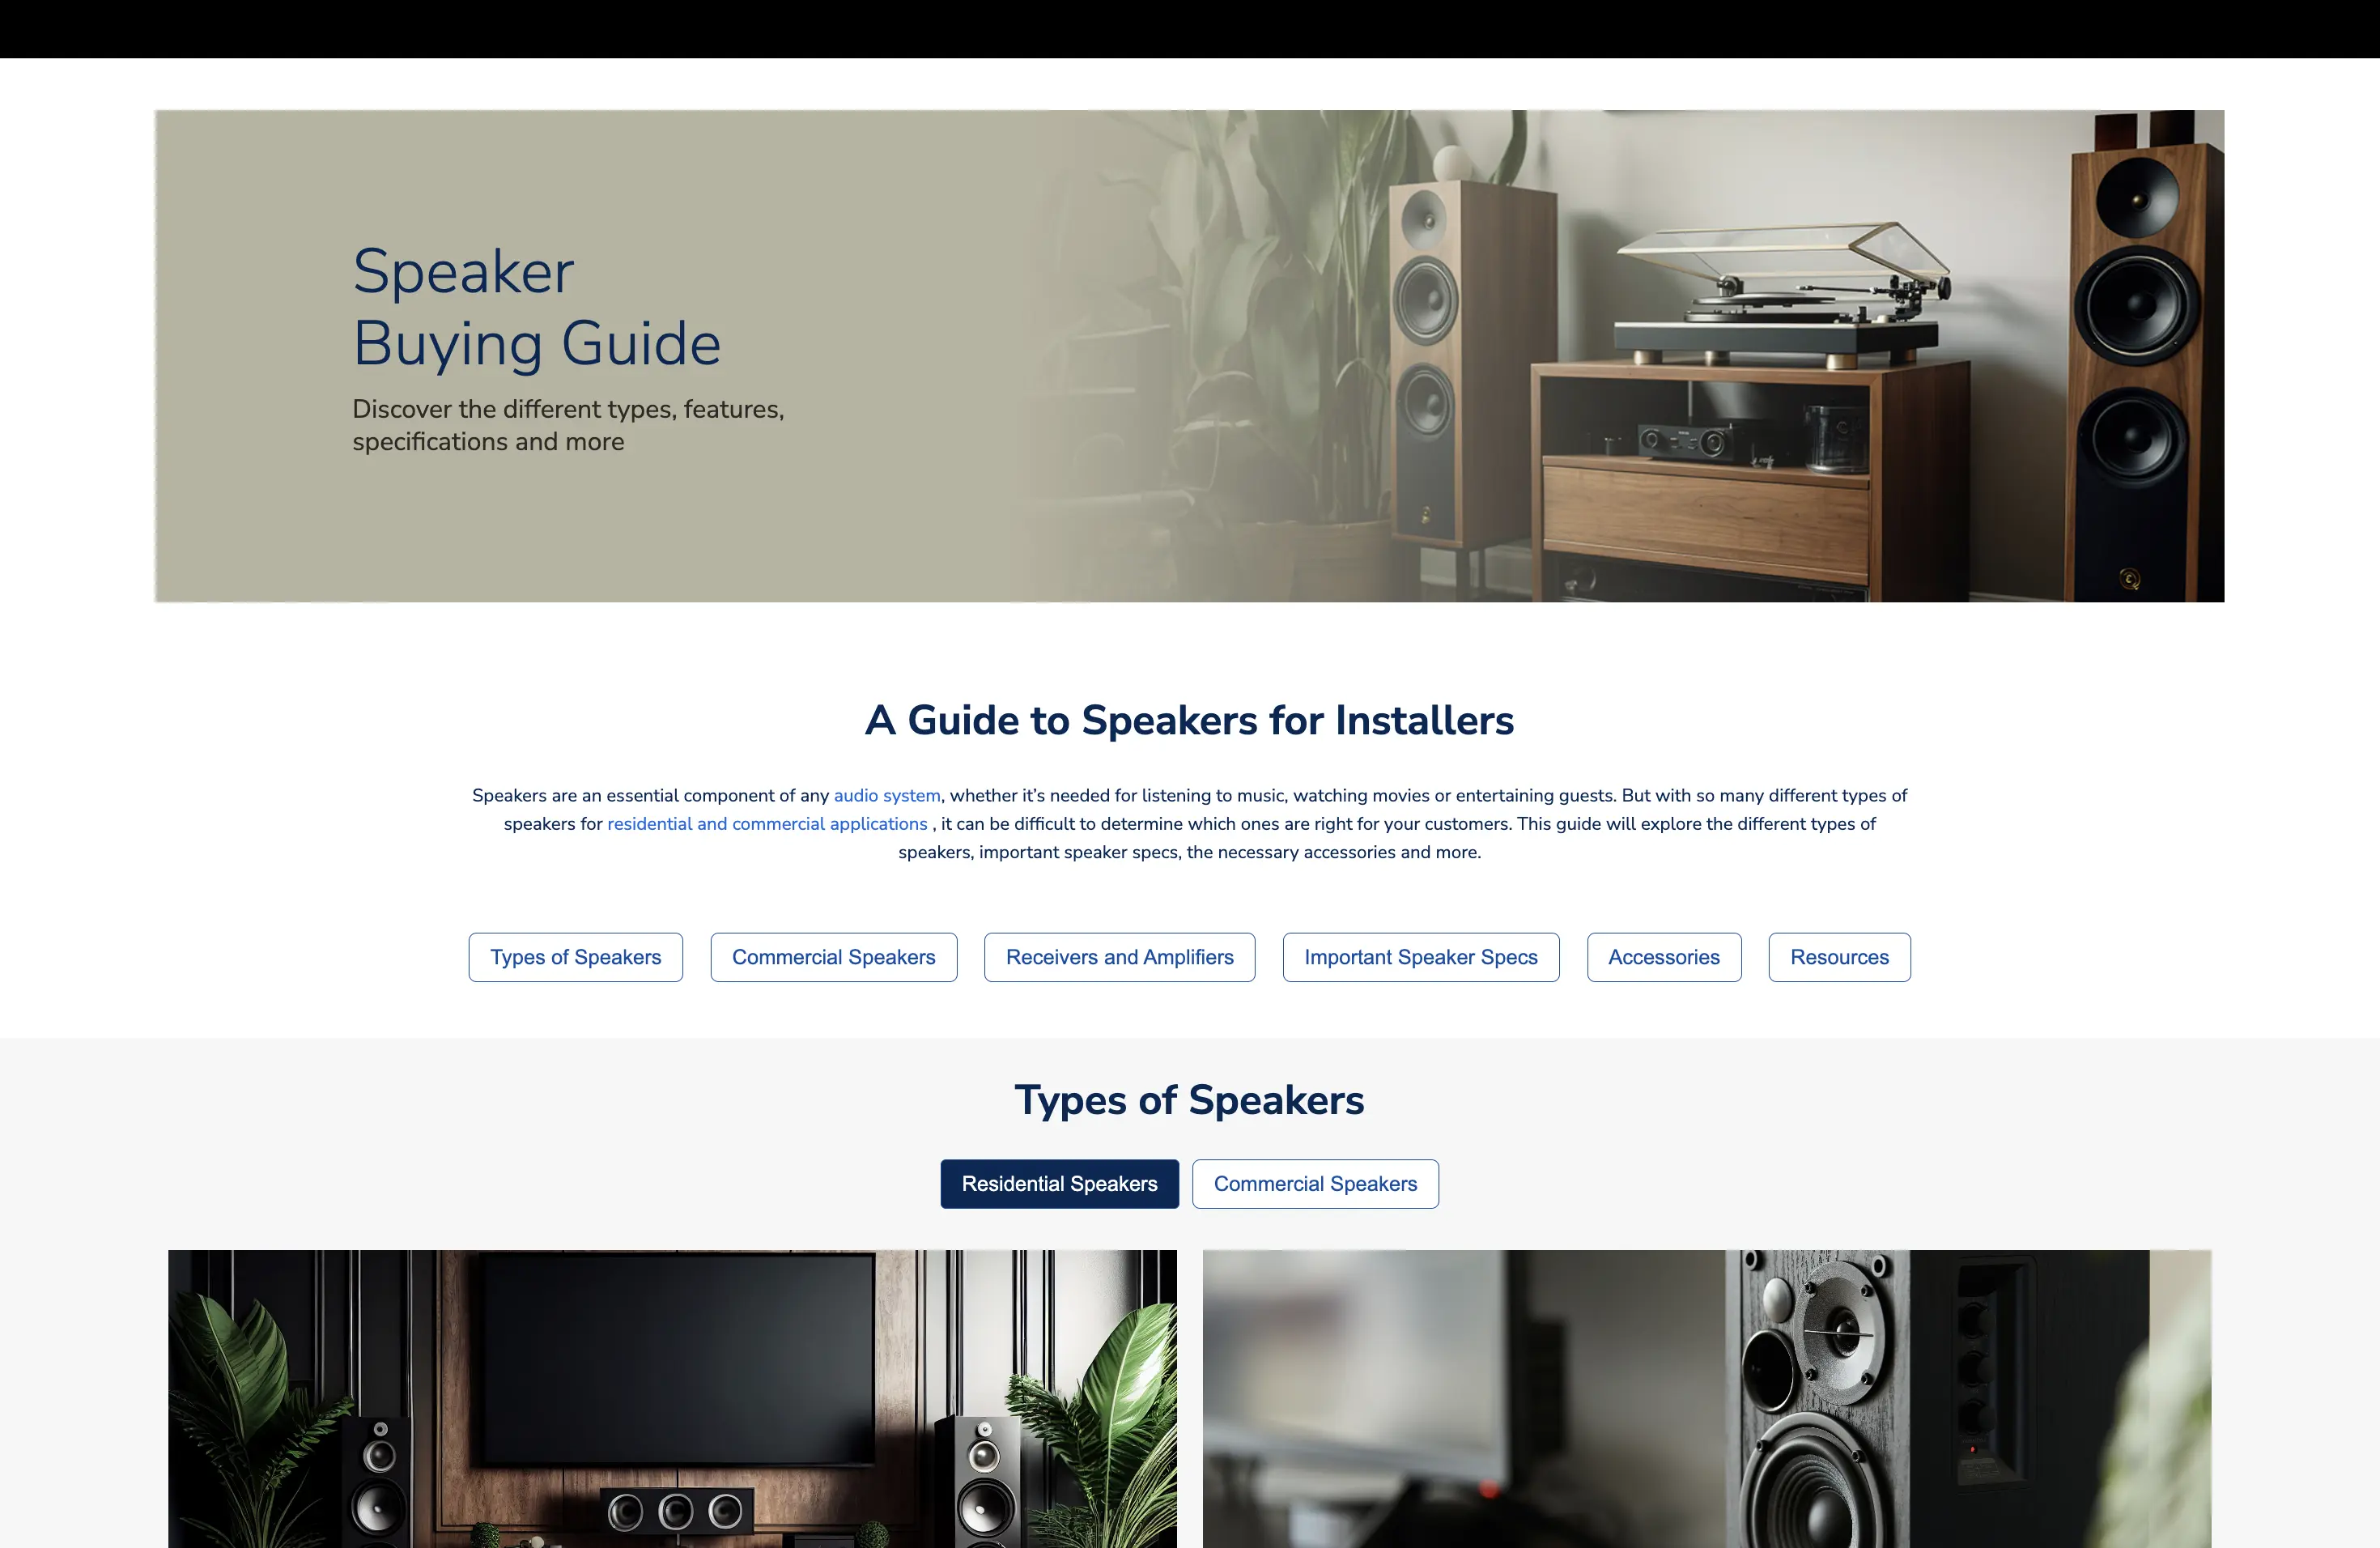 Speaker
Buying Guide
Discover the different types, features,
specifications and more
A Guide to Speakers for Installers
Speakers are an essential component of any audio system, whether it’s needed for listening to music, watching movies or entertaining guests. But with so many different types of
speakers for residential and commercial applications , it can be difficult to determine which ones are right for your customers. This guide will explore the different types of
speakers, important speaker specs, the necessary accessories and more.
Types of Speakers
Commercial Speakers
Receivers and Amplifiers
Important Speaker Specs
Accessories
Resources
Types of Speakers
Residential Speakers
Commercial Speakers